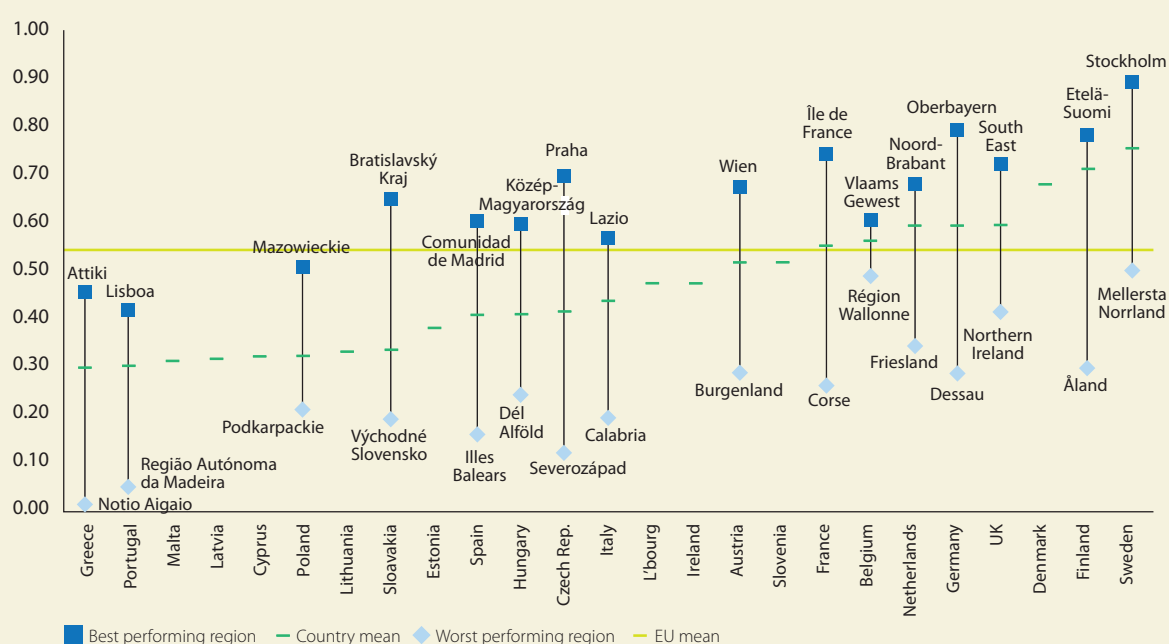 1.00
0.90
0.80
0.70
0.60
0.50
0.40
0.30
0.20
0.10
0.00
Attiki
Notio Aigaio
Lisboa
Região Autónoma
da Madeira
Mazowieckie
Podkarpackie
Bratislavský
Kraj
Východné
Slovensko
Comunidad
de Madrid
Illes
Balears
Közép-
Magyarország
Dél
Alföld
Praha
Severozápad
Lazio
Calabria
Wien
Burgenland
Île de
France
Corse
Vlaams
Gewest
Région
Wallonne
Noord-
Brabant
Friesland
Oberbayern
Dessau
South
East
Northern
Ireland
Etelä-
Suomi
Åland
Stockholm
Mellersta
Norrland
Greece
Portugal
Malta
Latvia
Cyprus
Poland
Lithuania
Sloavakia
Estonia
Spain
Hungary
Czech Rep.
Italy
L'bourg
Ireland
Austria
Slovenia
France
Belgium
Netherlands
Germany
UK
Denmark
Finland
Sweden
Best performing region
Country mean
Worst performing region
EU mean